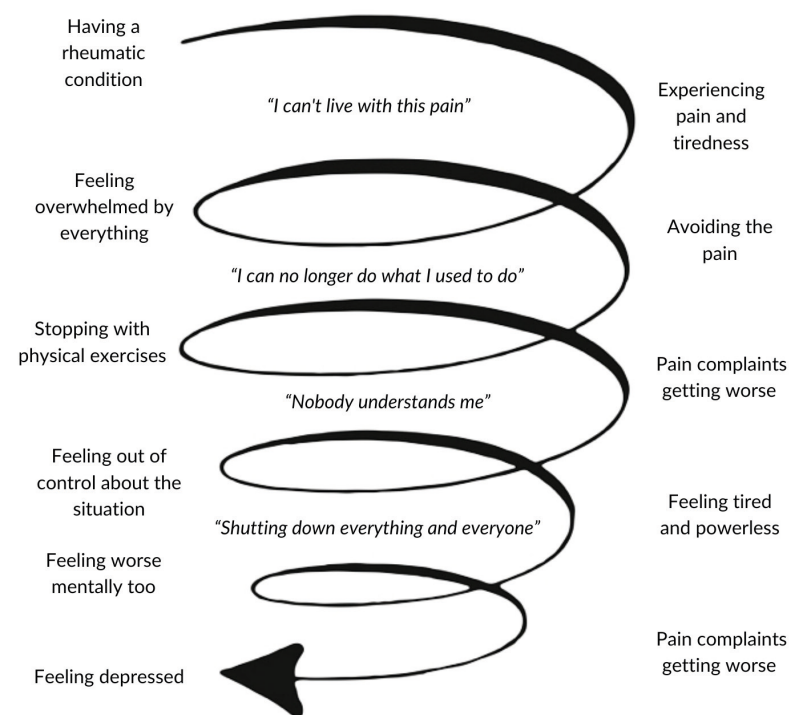 Having a
rheumatic
condition
“I can't live with this pain”
Experiencing
pain and
tiredness
Feeling
overwhelmed by
everything
Avoiding the
pain
“I can no longer do what I used to do”
Stopping with
physical exercises
Pain complaints
getting worse
“Nobody understands me”
Feeling out of
control about the
situation
Feeling tired
and powerless
“Shutting down everything and everyone”
Feeling worse
mentally too
Pain complaints
getting worse
Feeling depressed